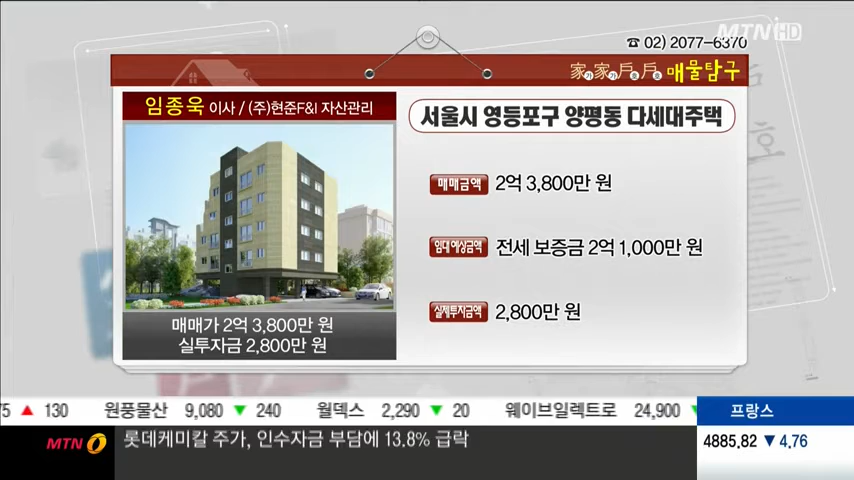 MTN HD
☎ 02) 2077-6370
家가家가戶호戶호 매물탐구
임종욱 이사 / (주)현준F&I 자산관리
서울시 영등포구 양평동 다세대주택
매매금액 2억 3,800만 원
임대예상금액 전세 보증금 2억 1,000만 원
실제투자금액 2,800만 원
매매가 2억 3,800만 원
실투자금 2,800만 원
75 ▲ 130 원풍물산 9,080 ▼ 240 월덱스 2,290 ▼ 20 웨이브일렉트로 24,900 ▼
프랑스
MTN 롯데케미칼 주가, 인수자금 부담에 13.8% 급락
4885.82 ▼ 4.76